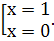 [x = 1
x = 0.